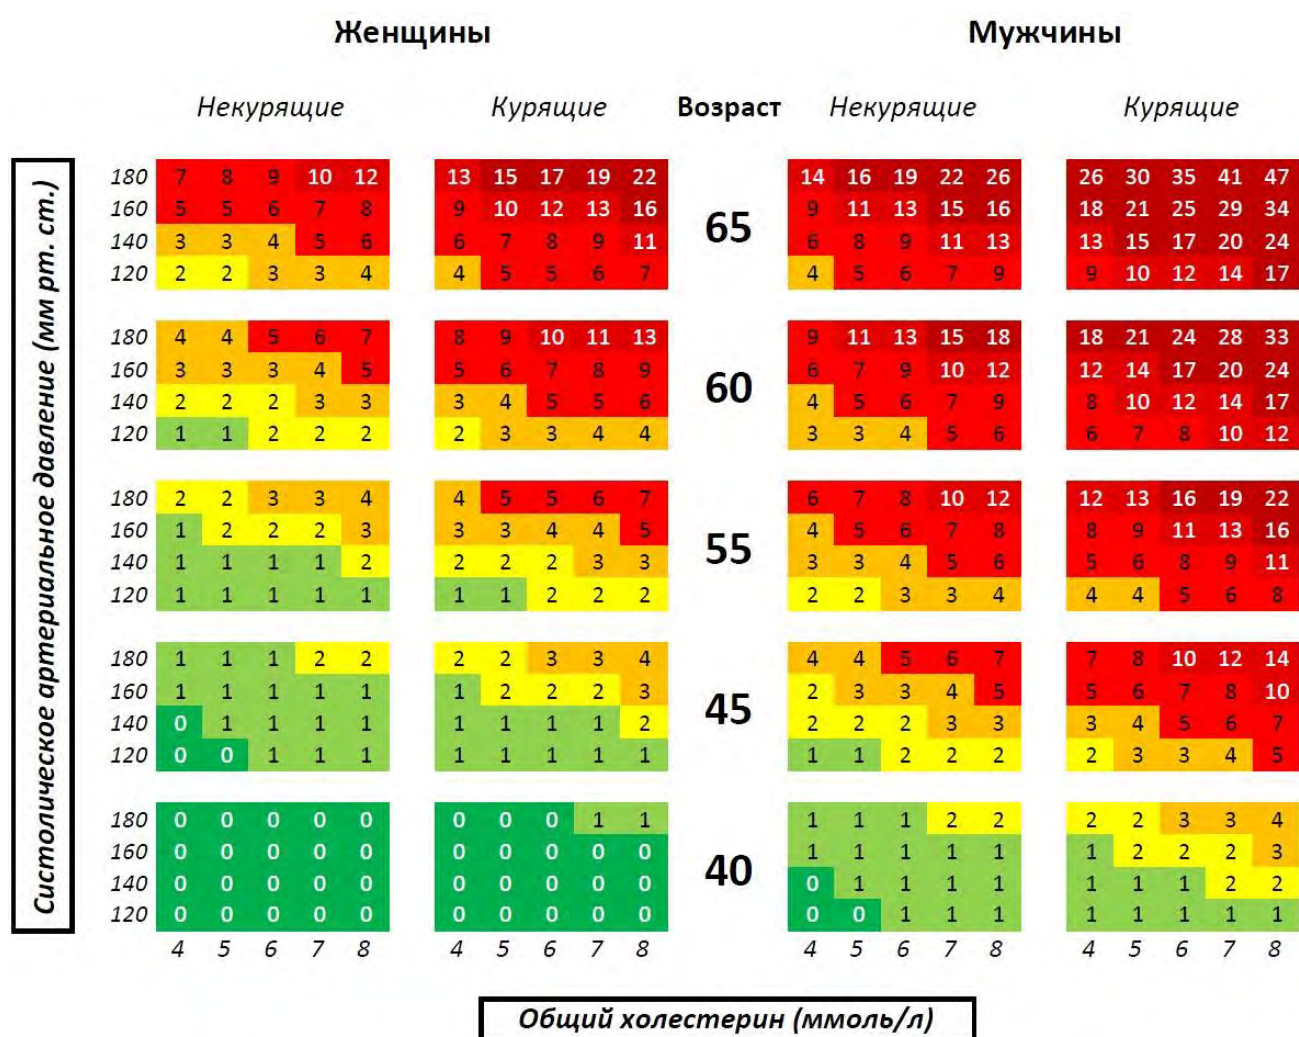 Женщины Мужчины
Некурящие Курящие Возраст Некурящие Курящие
Систолическое артериальное давление (мм рт. ст.)
180 7 8 9 10 12 13 15 17 19 22 14 16 19 22 26 26 30 35 41 47
160 5 5 6 7 8 9 10 12 13 16 9 11 13 15 16 18 21 25 29 34
65
140 3 3 4 5 6 6 7 8 9 11 6 8 9 11 13 13 15 17 20 24
120 2 2 3 3 4 4 5 5 6 7 4 5 6 7 9 9 10 12 14 17
180 4 4 5 6 7 8 9 10 11 13 9 11 13 15 18 18 21 24 28 33
160 3 3 3 4 5 5 6 7 8 9 6 7 9 10 12 12 14 17 20 24
60
140 2 2 2 3 3 3 4 5 5 6 4 5 6 7 9 8 10 12 14 17
120 1 1 2 2 2 2 3 3 4 4 3 3 4 5 6 6 7 8 10 12
180 2 2 3 3 4 4 5 5 6 7 6 7 8 10 12 12 13 16 19 22
160 1 2 2 2 3 3 3 4 4 5 4 5 6 7 8 8 9 11 13 16
55
140 1 1 1 1 2 2 2 2 3 3 3 3 4 5 6 5 6 8 9 11
120 1 1 1 1 1 1 1 2 2 2 2 2 3 3 4 4 4 5 6 8
180 1 1 1 2 2 2 2 3 3 4 4 4 5 6 7 7 8 10 12 14
160 1 1 1 1 1 1 2 2 2 3 2 3 3 4 5 5 6 7 8 10
45
140 0 1 1 1 1 1 1 1 1 2 2 2 2 3 3 3 4 5 6 7
120 0 0 1 1 1 1 1 1 1 1 1 1 2 2 2 2 3 3 4 5
180 0 0 0 0 0 0 0 0 1 1 1 1 1 2 2 2 2 3 3 4
160 0 0 0 0 0 0 0 0 0 0 1 1 1 1 1 1 2 2 2 3
40
140 0 0 0 0 0 0 0 0 0 0 0 1 1 1 1 1 1 1 2 2
120 0 0 0 0 0 0 0 0 0 0 0 0 1 1 1 1 1 1 1 1
4 5 6 7 8 4 5 6 7 8 4 5 6 7 8 4 5 6 7 8
Общий холестерин (ммоль/л)